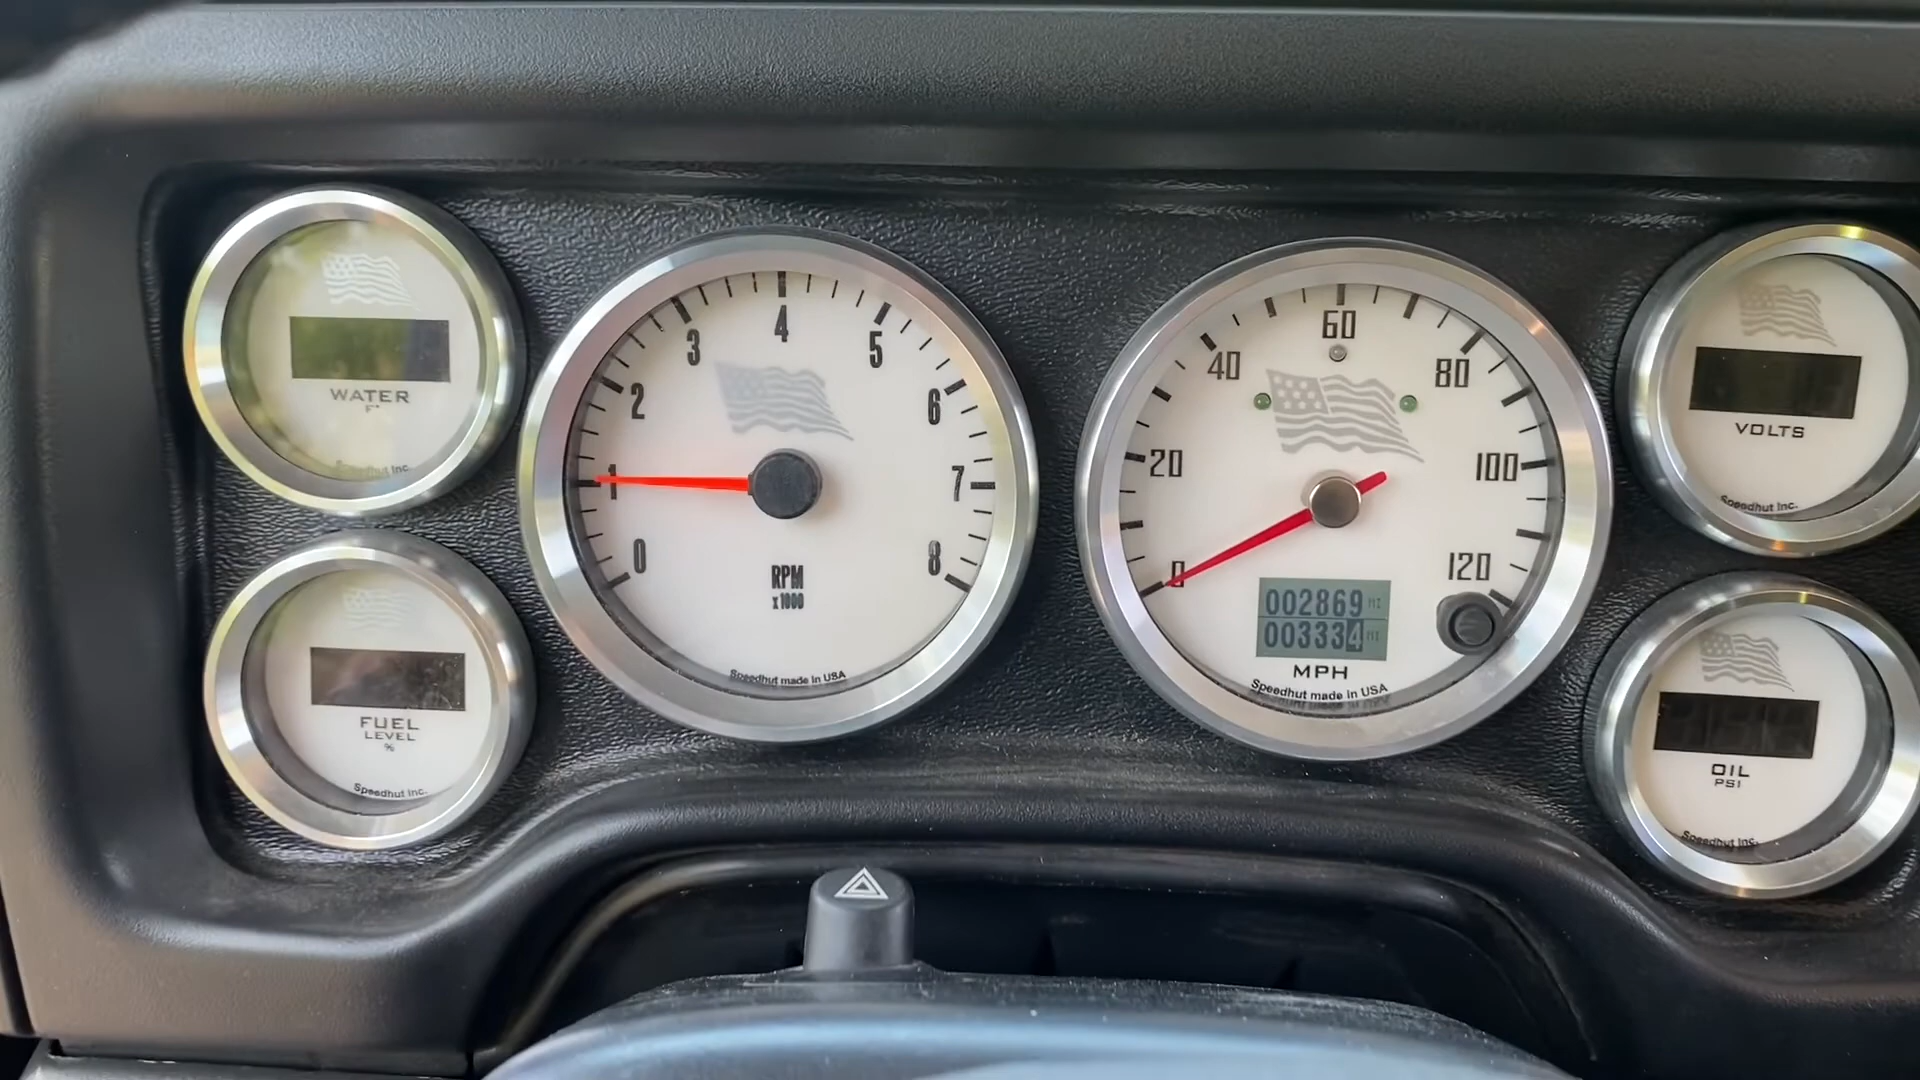 WATER
F°
Speedhut Inc.
FUEL
LEVEL
%
Speedhut Inc.
0
1
2
3
4
5
6
7
8
RPM
x1000
Speedhut made in USA
0
20
40
60
80
100
120
002869 MI
003334 MI
MPH
Speedhut made in USA
VOLTS
Speedhut Inc.
OIL
PSI
Speedhut Inc.